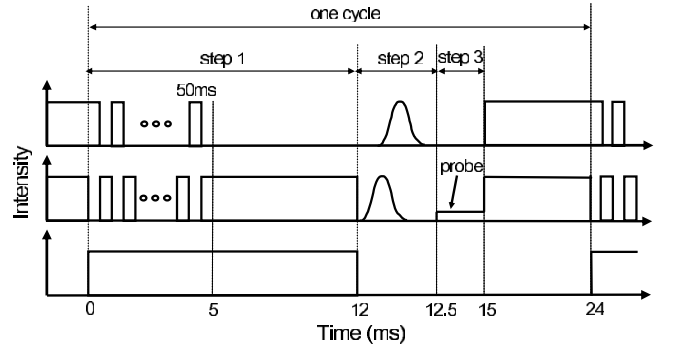 one cycle
step 1
step 2
step 3
50ms
probe
Intensity
0 5 12 12.5 15 24
Time (ms)